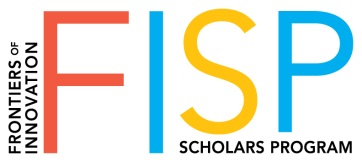 FRONTIERS OF
INNOVATION
FISP
SCHOLARS PROGRAM